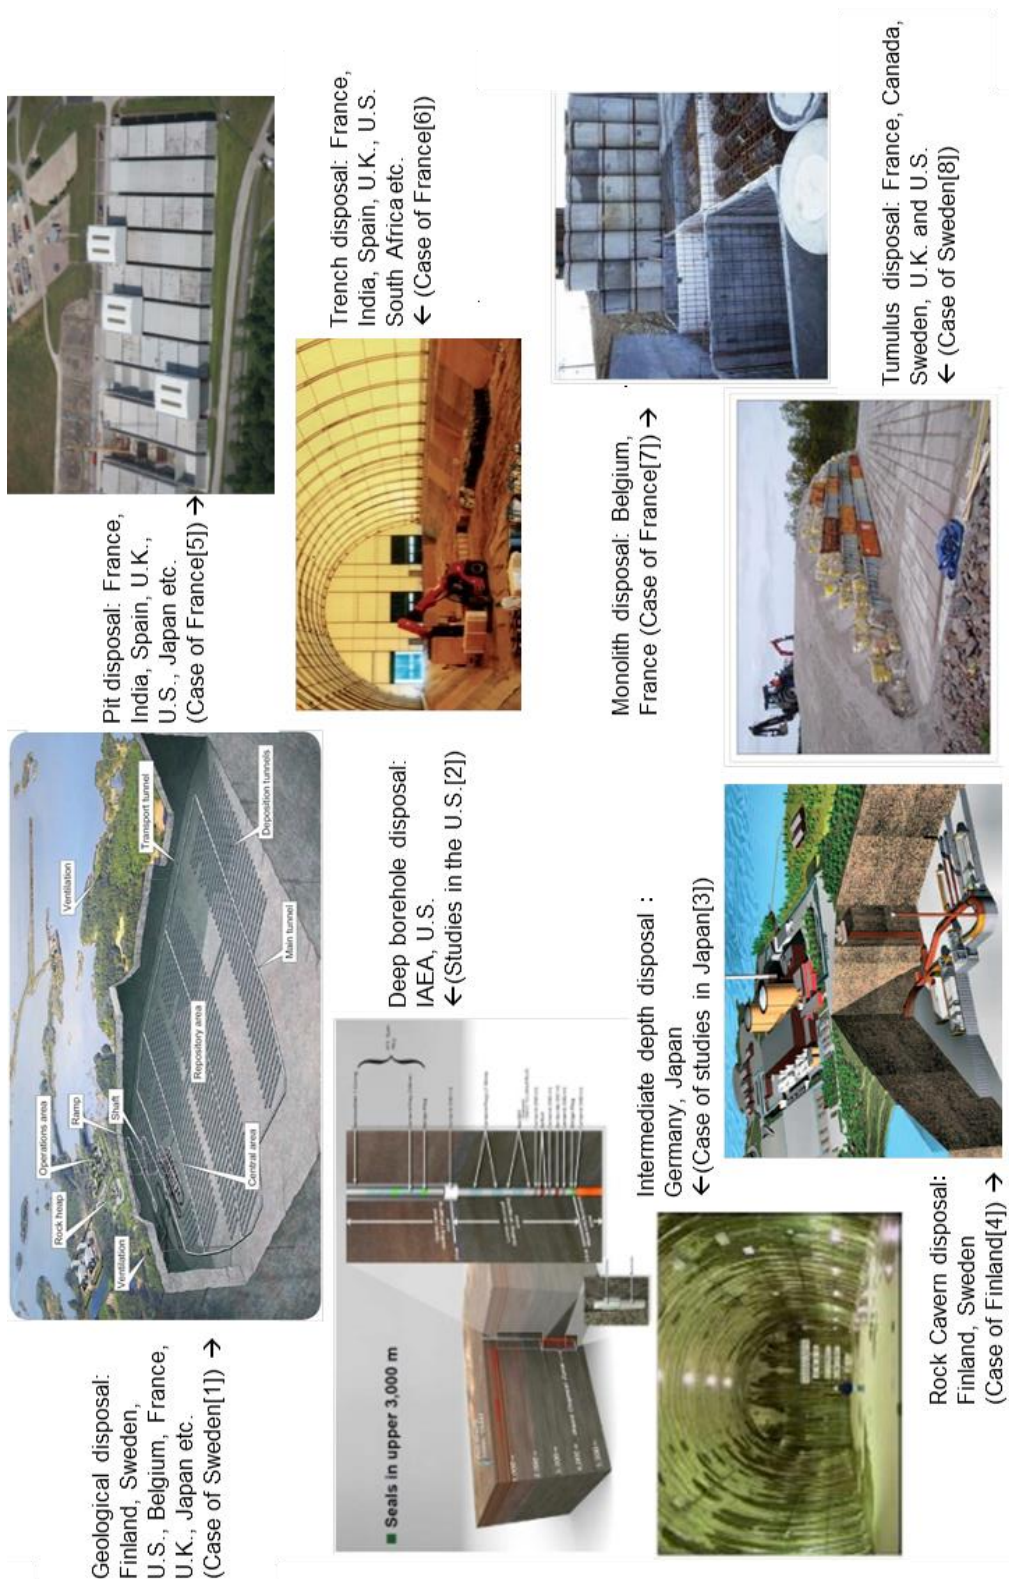 Geological disposal:
Finland, Sweden,
U.S., Belgium, France,
U.K., Japan etc.
(Case of Sweden[1]) →
Ventilation
Rock heap
Operations area
Ramp
Shaft
Central area
Repository area
Ventilation
Transport tunnel
Main tunnel
Deposition tunnels
Pit disposal: France,
India, Spain, U.K.,
U.S., Japan etc.
(Case of France[5]) →
■ Seals in upper 3,000 m
Deep borehole disposal:
IAEA, U.S.
←(Studies in the U.S.[2])
Trench disposal: France,
India, Spain, U.K., U.S.
South Africa etc.
← (Case of France[6])
Intermediate depth disposal :
Germany, Japan
←(Case of studies in Japan[3])
Monolith disposal: Belgium,
France (Case of France[7]) →
Rock Cavern disposal:
Finland, Sweden
(Case of Finland[4]) →
Tumulus disposal: France, Canada,
Sweden, U.K. and U.S.
← (Case of Sweden[8])